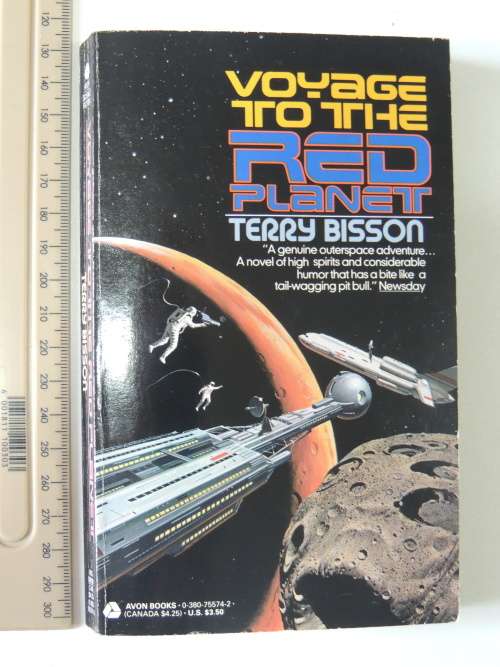 VOYAGE
TO THE
RED
PLANET
TERRY BISSON
"A genuine outerspace adventure...
A novel of high spirits and considerable
humor that has a bite like a
tail-wagging pit bull." Newsday
AVON BOOKS • 0-380-75574-2 •
(CANADA $4.25) • U.S. $3.50
TERRY BISSON
120
130
140
150
160
170
180
190
200
210
220
230
240
250
260
270
280
290
300